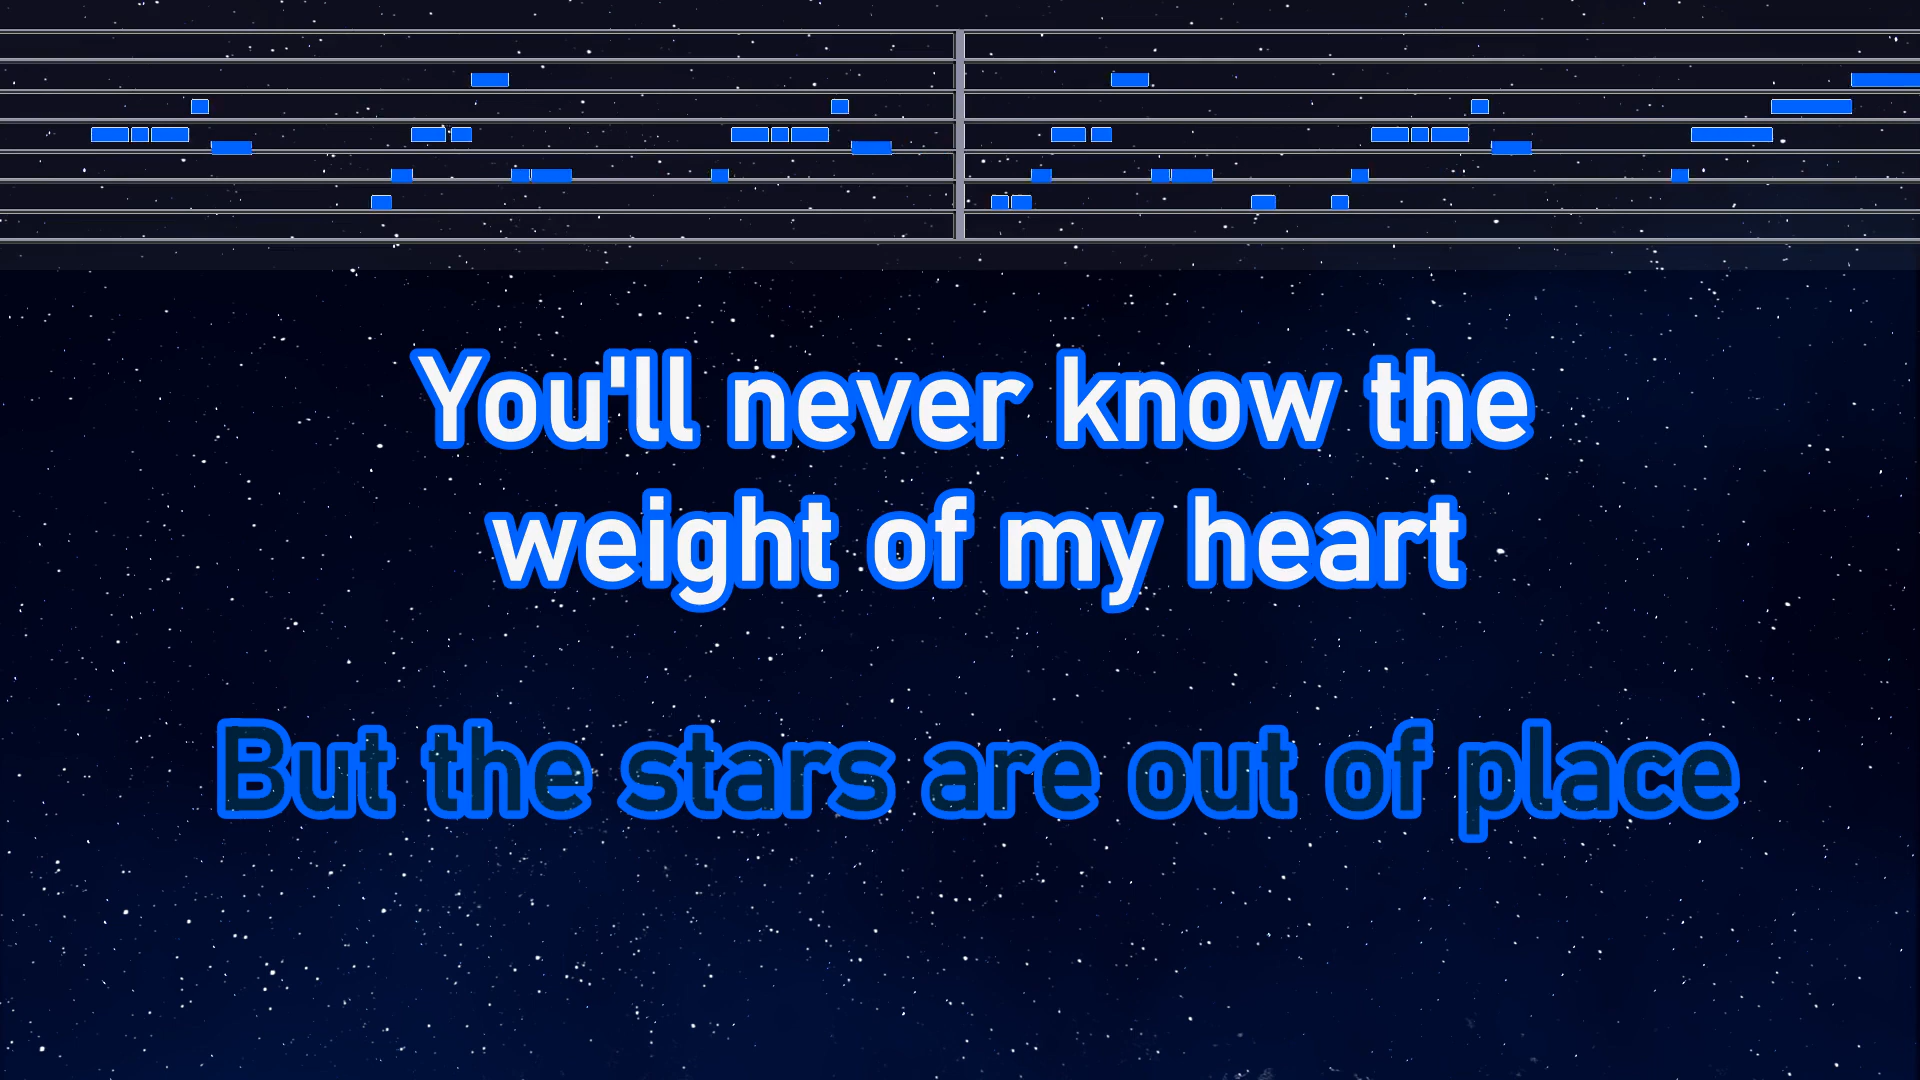 You'll never know the
weight of my heart
But the stars are out of place